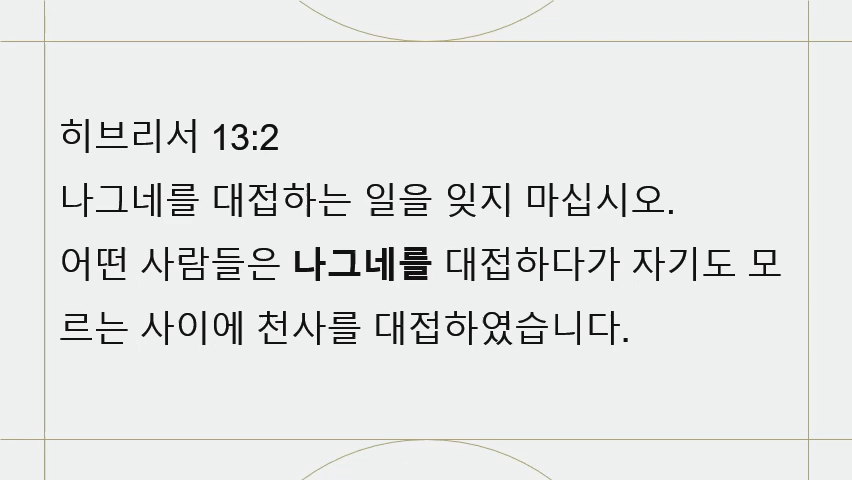 히브리서 13:2
나그네를 대접하는 일을 잊지 마십시오.
어떤 사람들은 나그네를 대접하다가 자기도 모
르는 사이에 천사를 대접하였습니다.